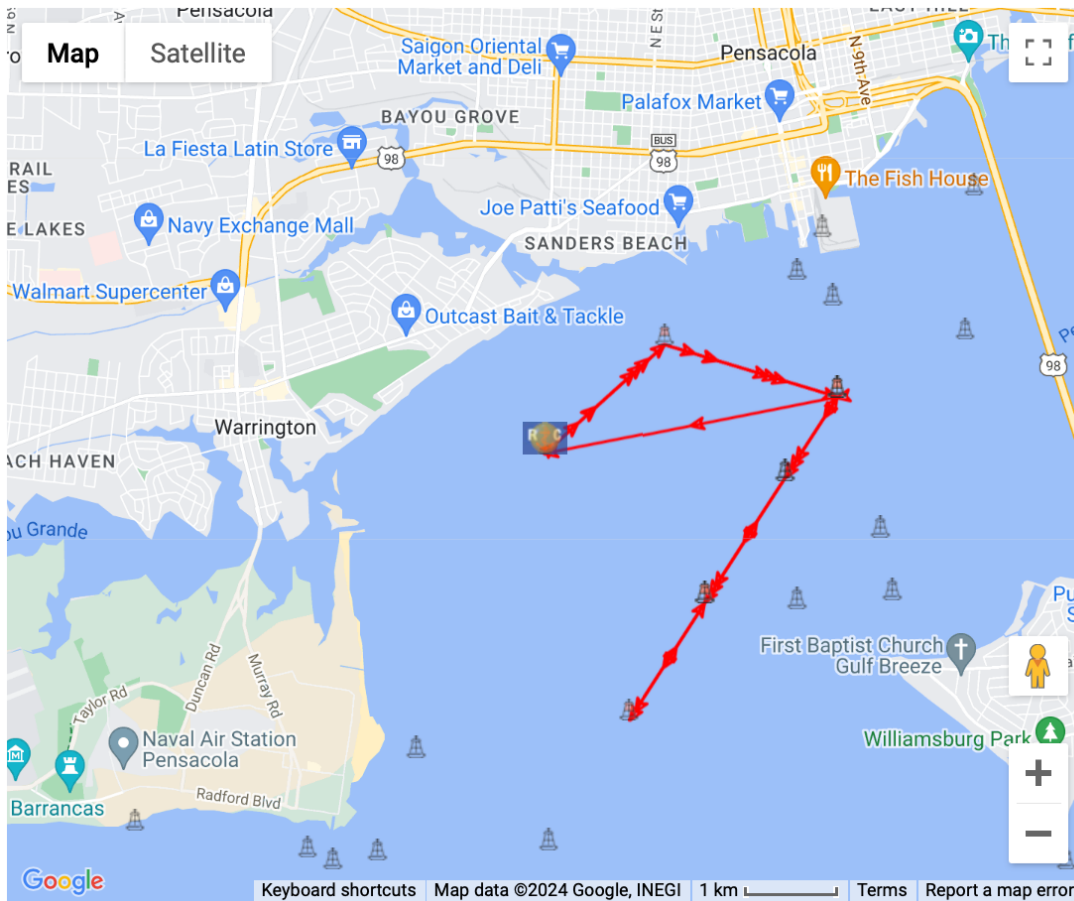 Pensacola
EAST HILL
Map
Satellite
Saigon Oriental
Market and Deli
N E St
Pensacola
N 9th Ave
Palafox Market
BAYOU GROVE
BUS
98
La Fiesta Latin Store
98
The Fish House
Joe Patti's Seafood
Navy Exchange Mall
E LAKES
SANDERS BEACH
Walmart Supercenter
Outcast Bait & Tackle
98
Warrington
R C
ACH HAVEN
ou Grande
First Baptist Church
Gulf Breeze
Duncan Rd
Murray Rd
Taylor Rd
Naval Air Station
Pensacola
Williamsburg Park
Radford Blvd
Barrancas
Google
Keyboard shortcuts
Map data ©2024 Google, INEGI
1 km
Terms
Report a map error